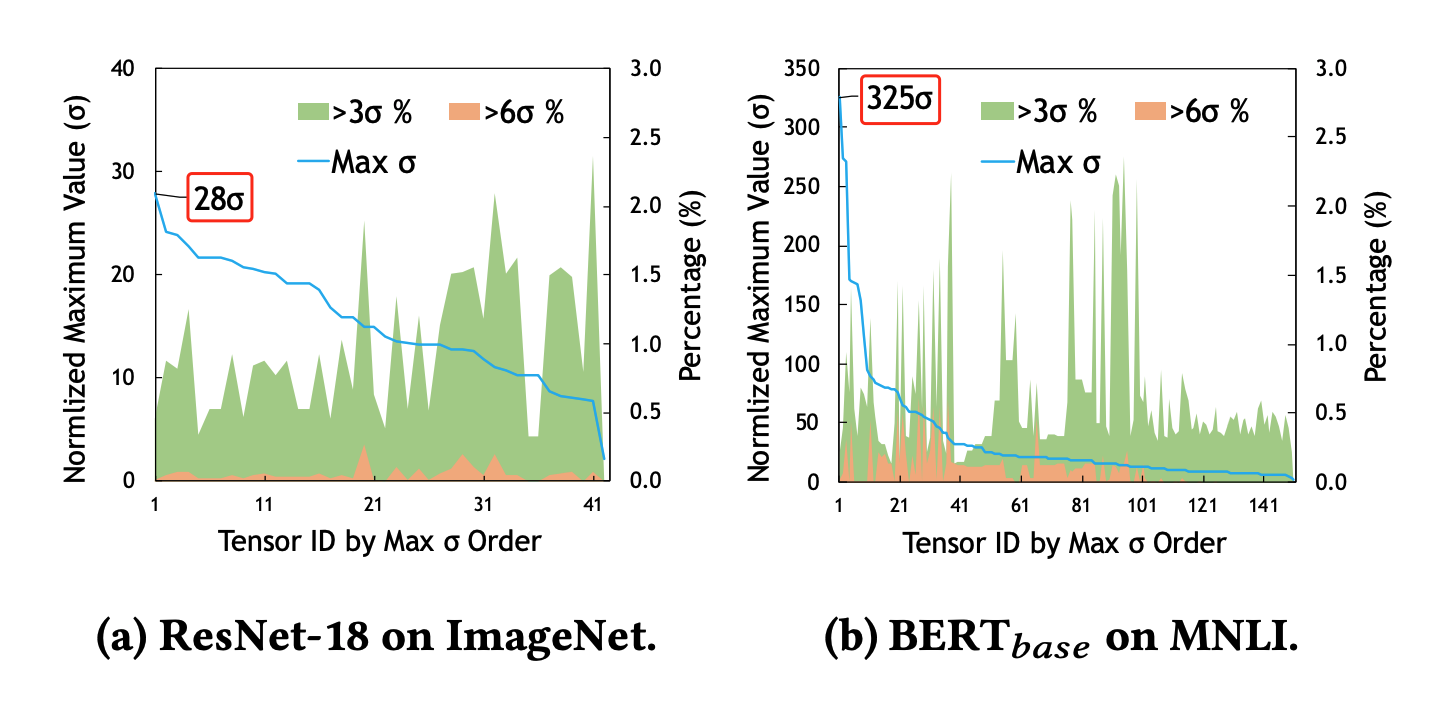 40
30
20
10
0
3.0
2.5
2.0
1.5
1.0
0.5
0.0
Normlized Maximum Value (σ)
Percentage (%)
>3σ %
>6σ %
Max σ
28σ
1 11 21 31 41
Tensor ID by Max σ Order
(a) ResNet-18 on ImageNet.
350
300
250
200
150
100
50
0
3.0
2.5
2.0
1.5
1.0
0.5
0.0
Normlized Maximum Value (σ)
Percentage (%)
>3σ %
>6σ %
Max σ
325σ
1 21 41 61 81 101 121 141
Tensor ID by Max σ Order
(b) BERTbase on MNLI.